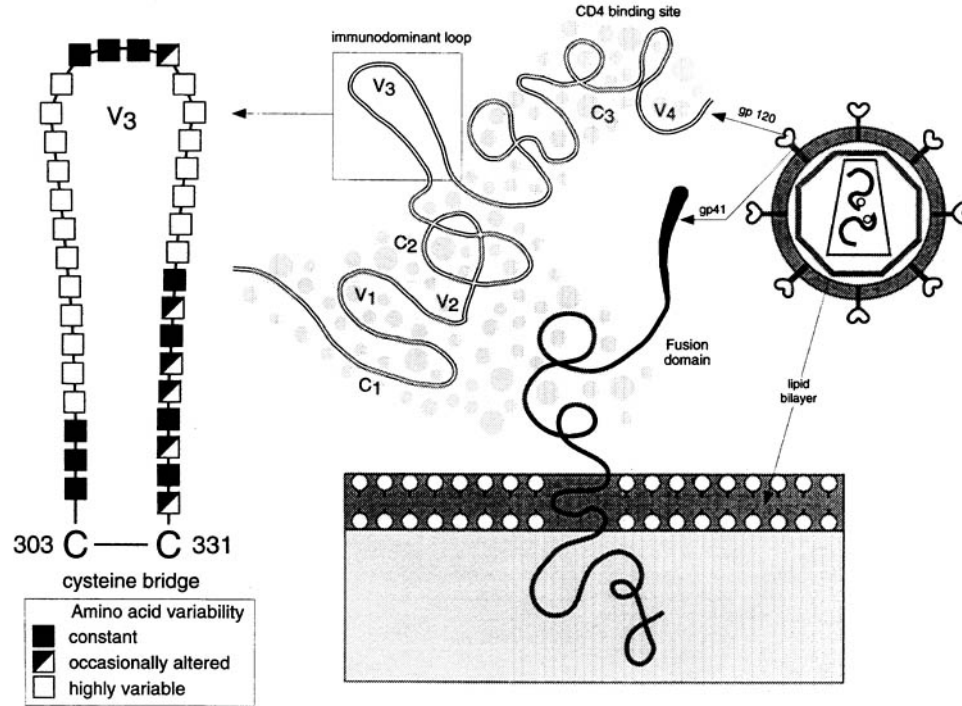 CD4 binding site
immunodominant loop
V3
V3
C3
V4
gp 120
gp41
C2
V1
V2
C1
Fusion
domain
lipid
bilayer
303 C C 331
cysteine bridge
Amino acid variability
constant
occasionally altered
highly variable